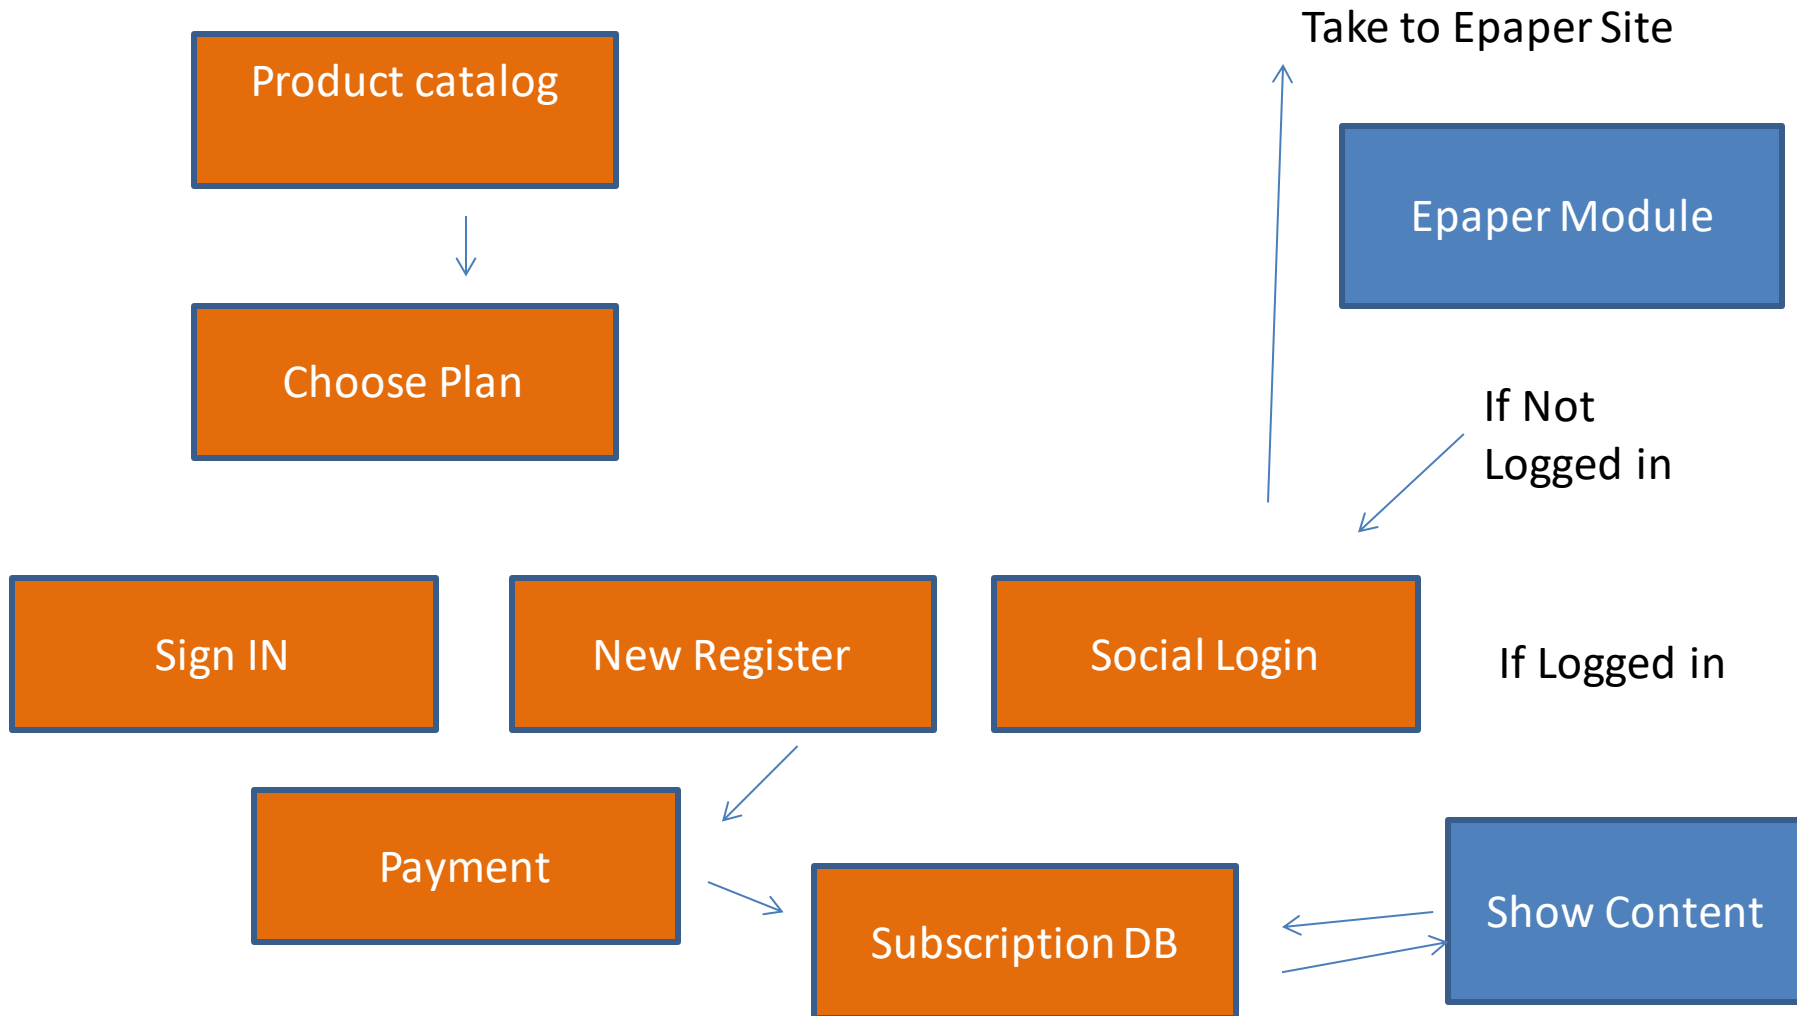 Take to Epaper Site
Product catalog
Epaper Module
Choose Plan
If Not
Logged in
Sign IN
New Register
Social Login
If Logged in
Payment
Subscription DB
Show Content